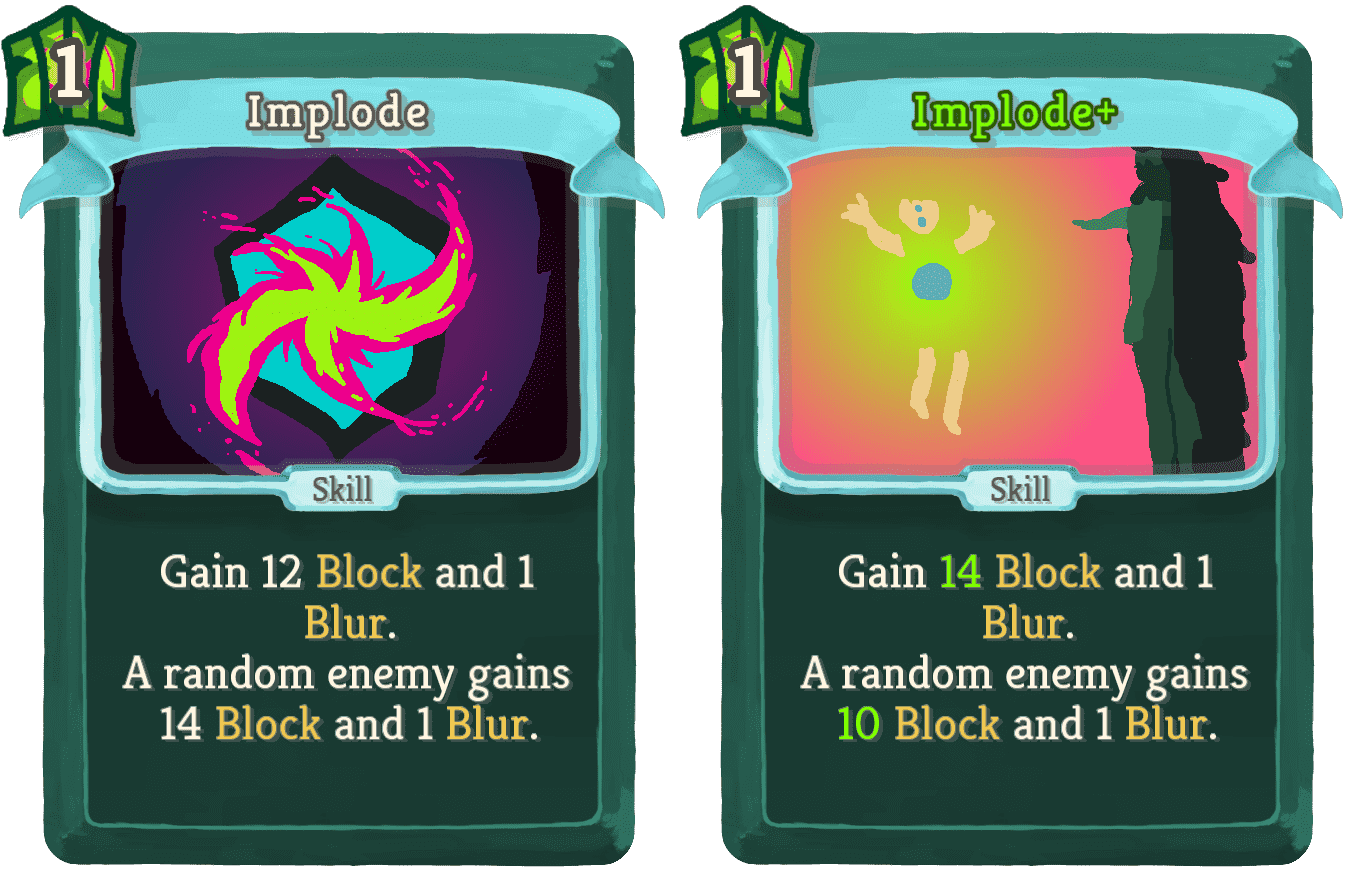 1
Implode
Skill
Gain 12 Block and 1
Blur.
A random enemy gains
14 Block and 1 Blur.
1
Implode+
Skill
Gain 14 Block and 1
Blur.
A random enemy gains
10 Block and 1 Blur.